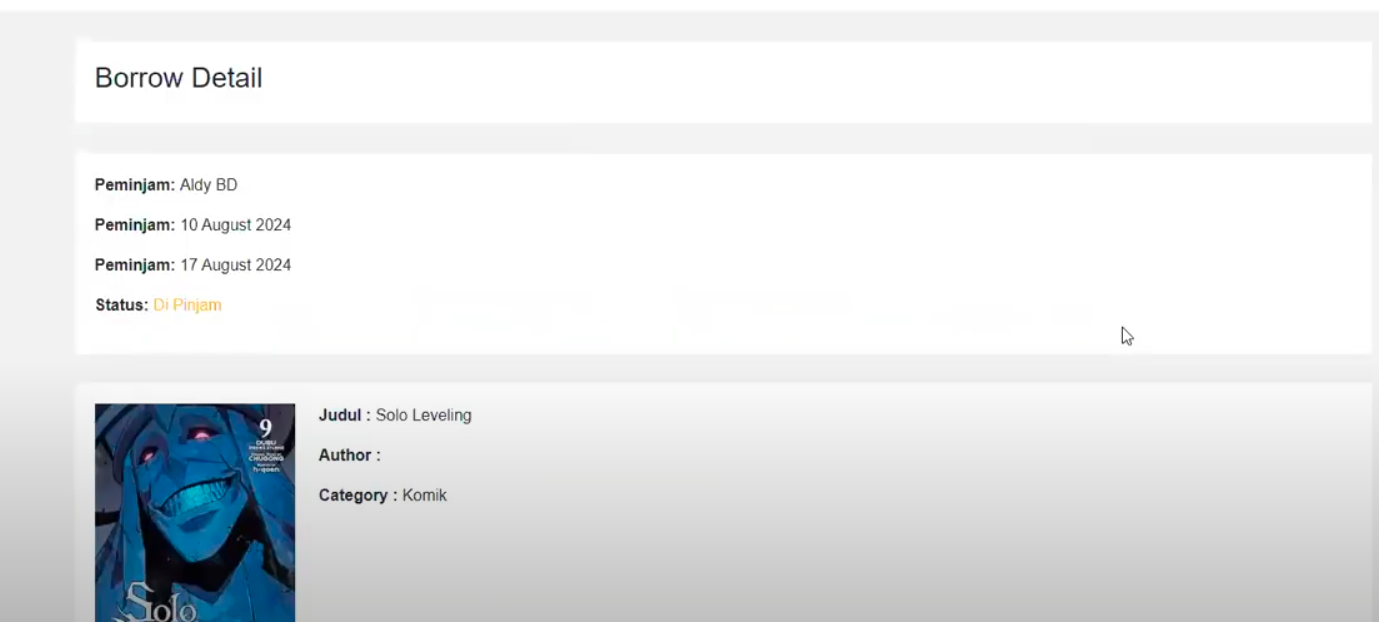 Borrow Detail
Peminjam: Aldy BD
Peminjam: 10 August 2024
Peminjam: 17 August 2024
Status: Di Pinjam
Judul : Solo Leveling
Author :
Category : Komik
9
DUBU
CHUGONG
Solo